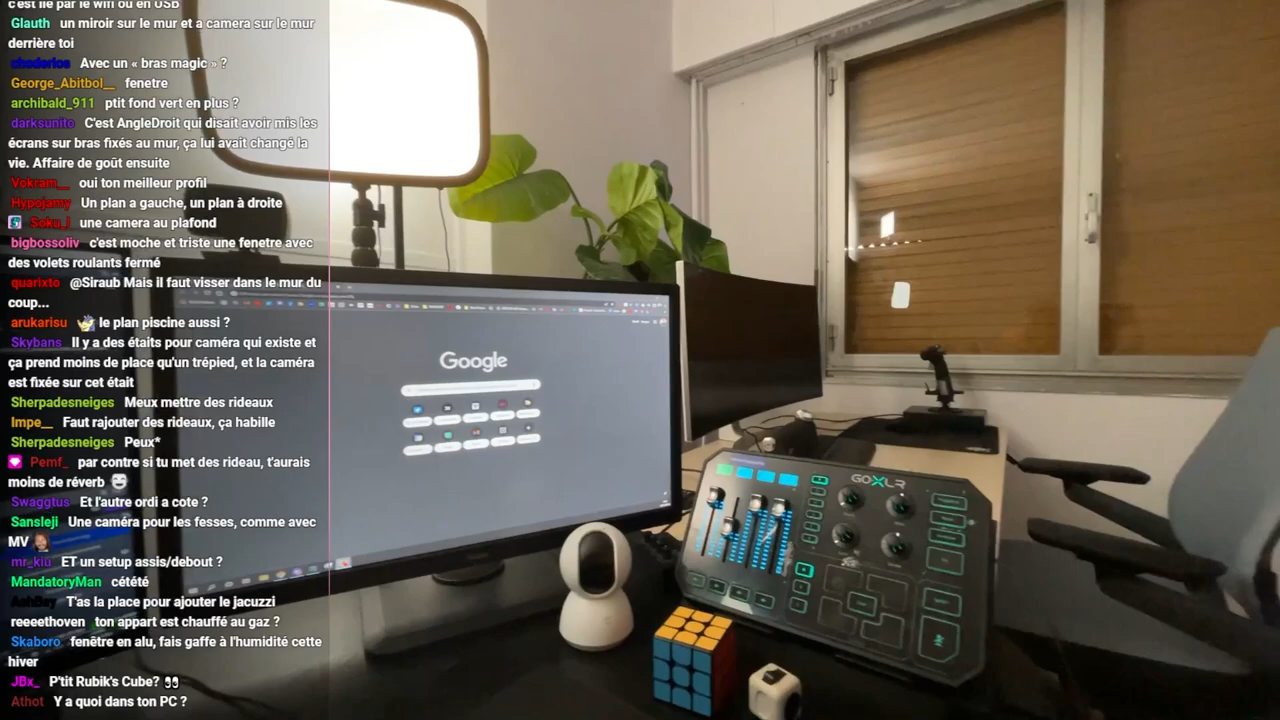 c'est lié par le wifi ou en USB
Glauth un miroir sur le mur et a camera sur le mur
derrière toi
choderlos Avec un « bras magic » ?
George_Abitbol__ fenetre
archibald_911 ptit fond vert en plus ?
darksunito C'est AngleDroit qui disait avoir mis les
écrans sur bras fixés au mur, ça lui avait changé la
vie. Affaire de goût ensuite
Vokram__ oui ton meilleur profil
Hypojamy Un plan a gauche, un plan à droite
Soku_I une camera au plafond
bigbossoliv c'est moche et triste une fenetre avec
des volets roulants fermé
quarixto @Siraub Mais il faut visser dans le mur du
coup...
arukarisu le plan piscine aussi ?
Skybans Il y a des étaits pour caméra qui existe et
ça prend moins de place qu'un trépied, et la caméra
est fixée sur cet était
Sherpadesneiges Meux mettre des rideaux
Impe__ Faut rajouter des rideaux, ça habille
Sherpadesneiges Peux*
Pemf_ par contre si tu met des rideau, t'aurais
moins de réverb
Swaggtus Et l'autre ordi a cote ?
Sansleji Une caméra pour les fesses, comme avec
MV
mr_kiu ET un setup assis/debout ?
MandatoryMan cétété
AshBey T'as la place pour ajouter le jacuzzi
reeeethoven ton appart est chauffé au gaz ?
Skaboro fenêtre en alu, fais gaffe à l'humidité cette
hiver
JBx_ P'tit Rubik's Cube?
Athot Y a quoi dans ton PC ?
Google
GOXLR